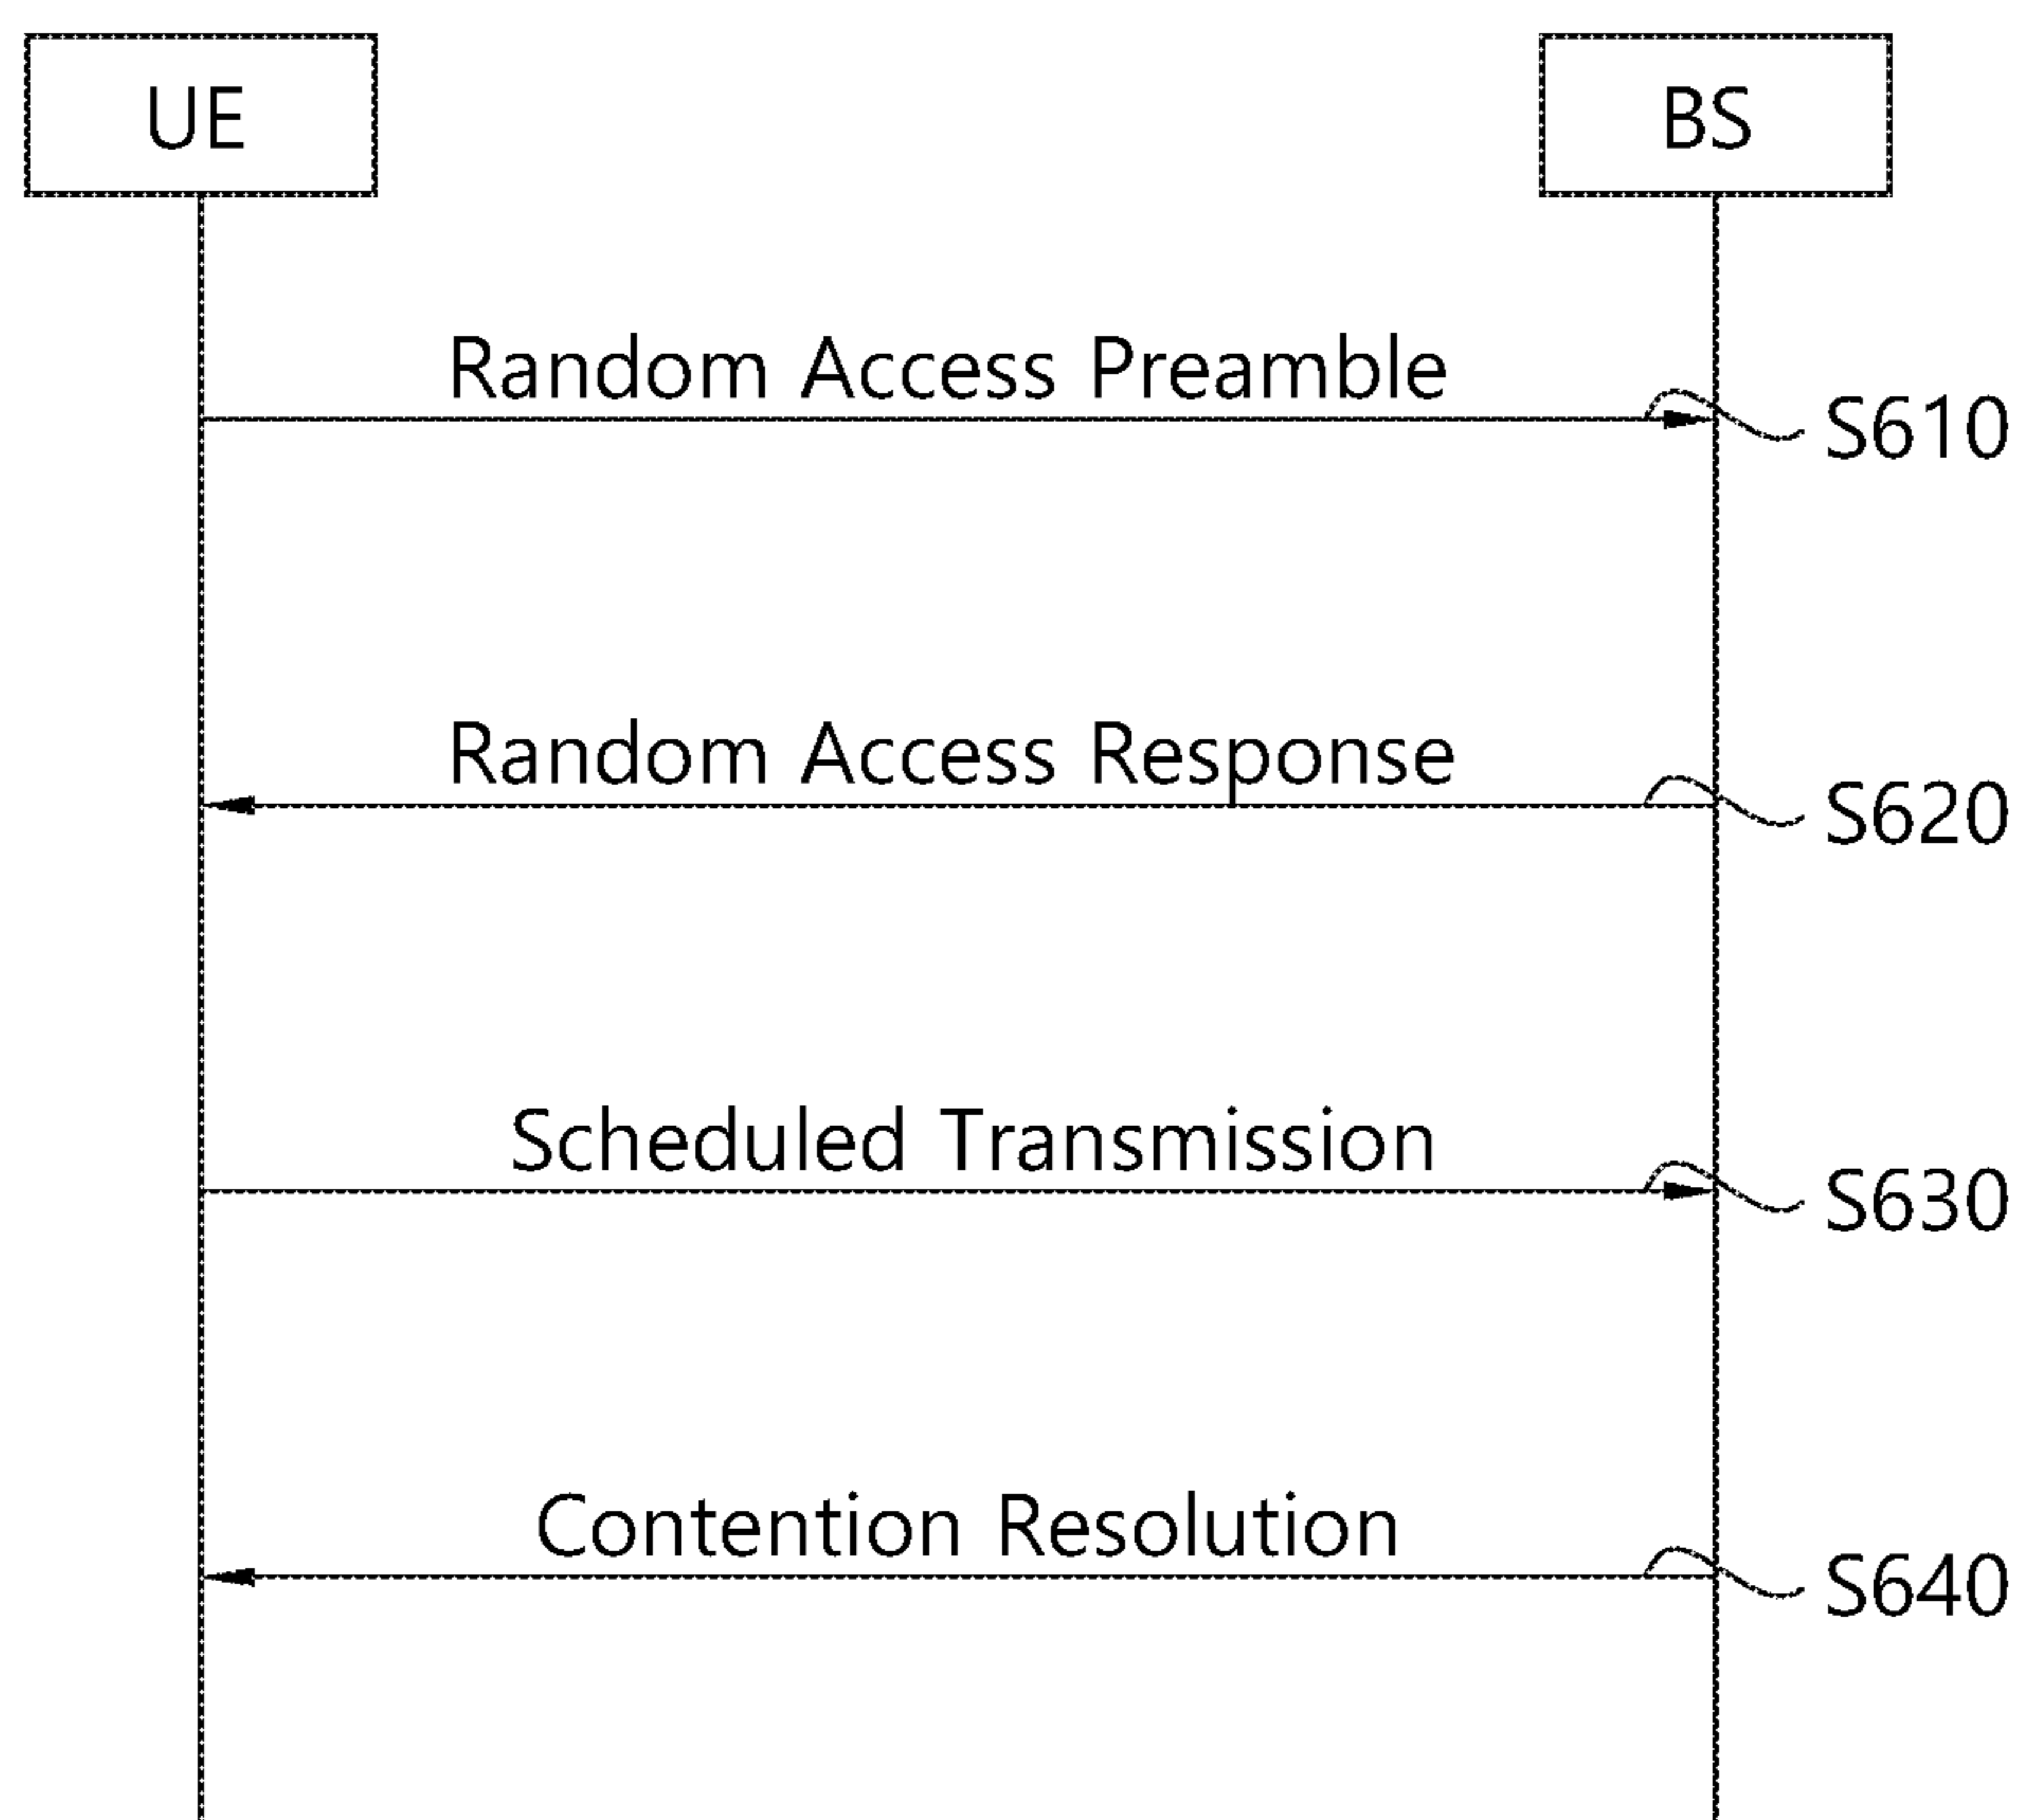 UE BS
Random Access Preamble
S610
Random Access Response
S620
Scheduled Transmission
S630
Contention Resolution
S640